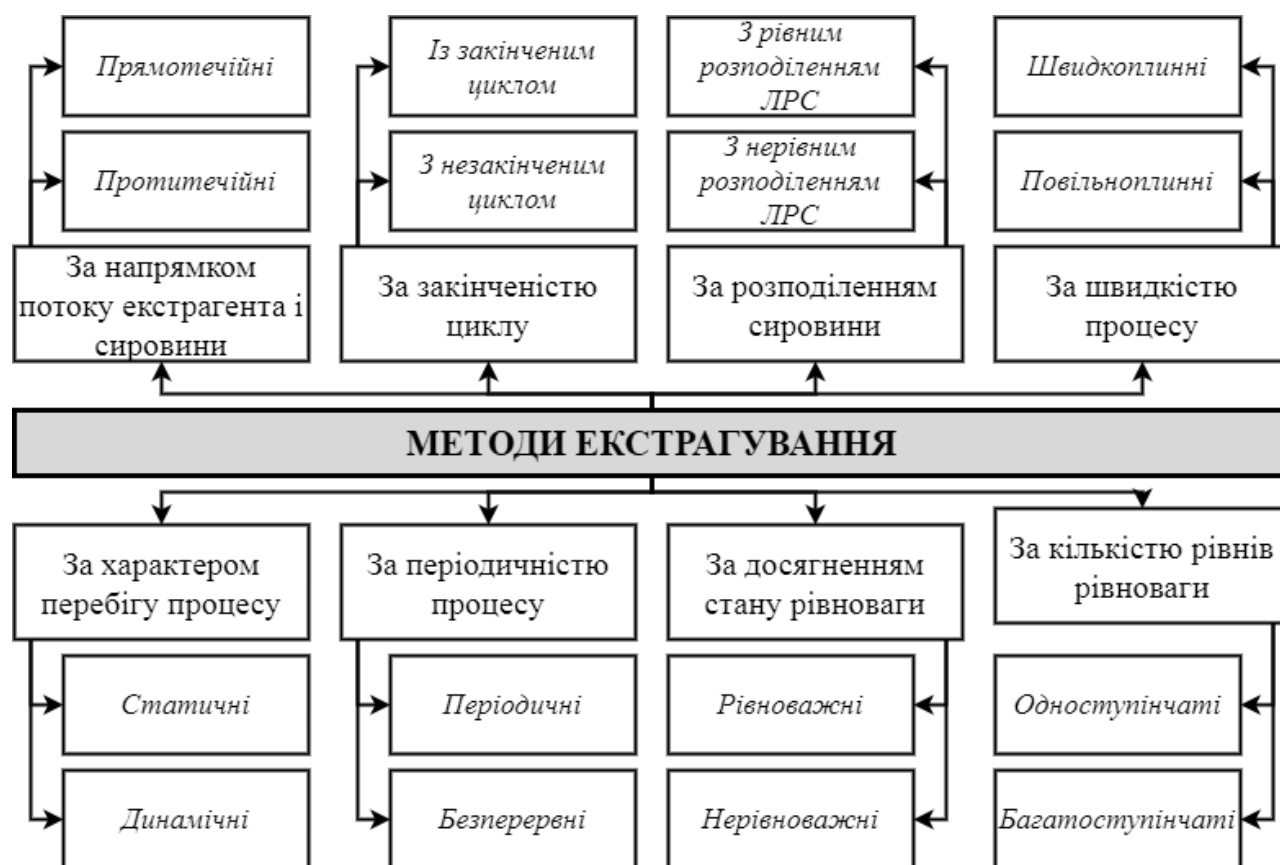 Прямотечійні
Протитечійні
За напрямком
потоку екстрагента і
сировини
Із закінченим
циклом
З незакінченим
циклом
За закінченістю
циклу
З рівним
розподіленням
ЛРС
З нерівним
розподіленням
ЛРС
За розподіленням
сировини
Швидкоплинні
Повільноплинні
За швидкістю
процесу
МЕТОДИ ЕКСТРАГУВАННЯ
За характером
перебігу процесу
Статичні
Динамічні
За періодичністю
процесу
Періодичні
Безперервні
За досягненням
стану рівноваги
Рівноважні
Нерівноважні
За кількістю рівнів
рівноваги
Одноступінчаті
Багатоступінчаті